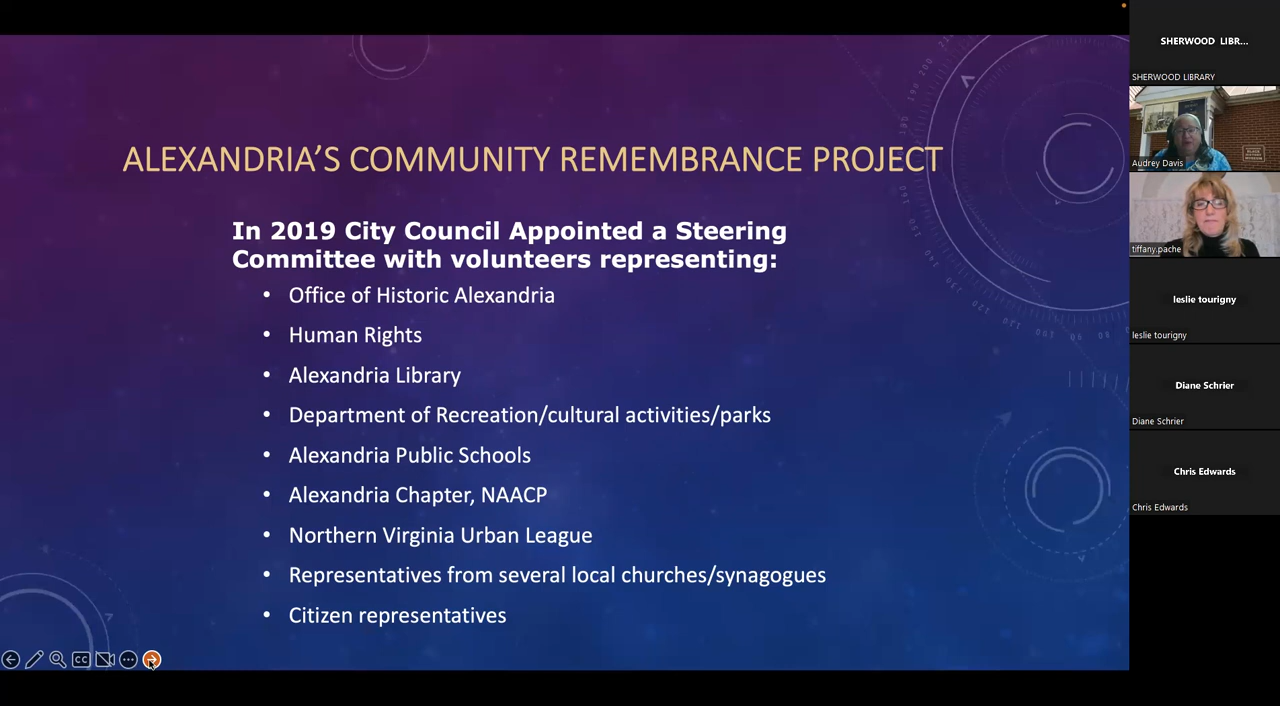 ALEXANDRIA'S COMMUNITY REMEMBRANCE PROJECT
In 2019 City Council Appointed a Steering
Committee with volunteers representing:
• Office of Historic Alexandria
• Human Rights
• Alexandria Library
• Department of Recreation/cultural activities/parks
• Alexandria Public Schools
• Alexandria Chapter, NAACP
• Northern Virginia Urban League
• Representatives from several local churches/synagogues
• Citizen representatives
CC
SHERWOOD LIBR...
SHERWOOD LIBRARY
Audrey Davis
tiffany.pache
leslie tourigny
leslie tourigny
Diane Schrier
Diane Schrier
Chris Edwards
Chris Edwards